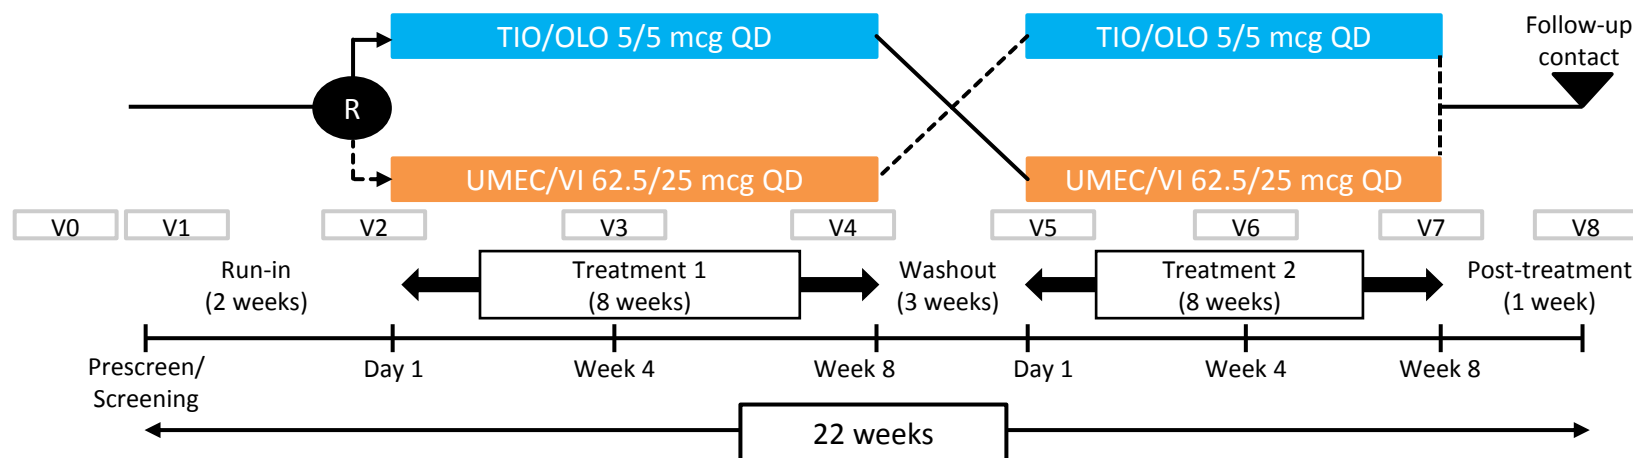 TIO/OLO 5/5 mcg QD
TIO/OLO 5/5 mcg QD
Follow-up
contact
R
UMEC/VI 62.5/25 mcg QD
UMEC/VI 62.5/25 mcg QD
V0
V1
V2
V3
V4
V5
V6
V7
V8
Run-in
(2 weeks)
Treatment 1
(8 weeks)
Washout
(3 weeks)
Treatment 2
(8 weeks)
Post-treatment
(1 week)
Prescreen/
Screening
Day 1
Week 4
Week 8
Day 1
Week 4
Week 8
22 weeks